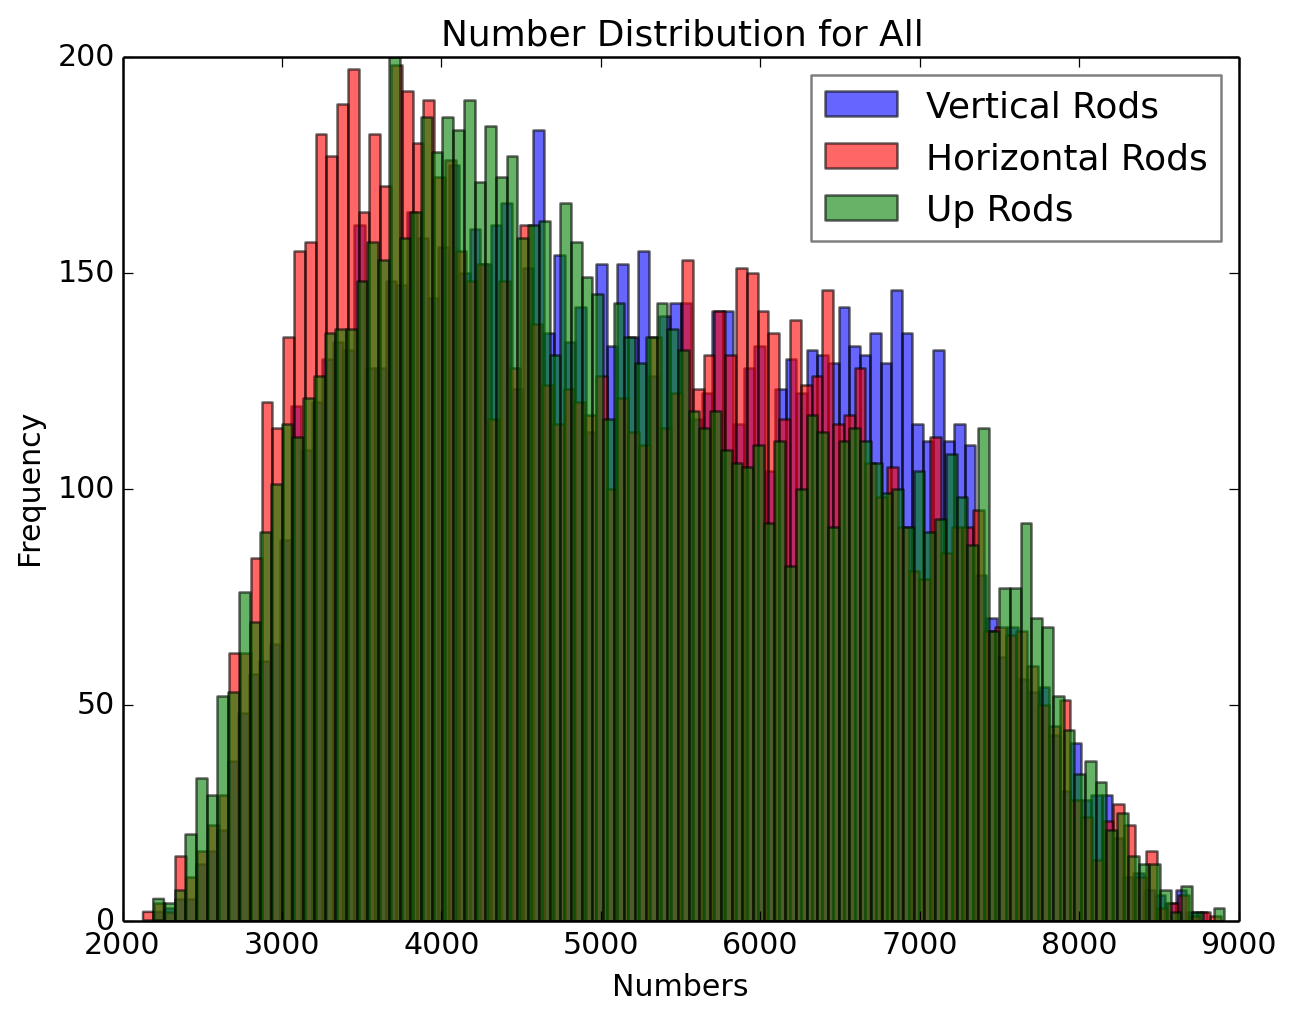 Number Distribution for All
Vertical Rods
Horizontal Rods
Up Rods
Frequency
200
150
100
50
0
2000 3000 4000 5000 6000 7000 8000 9000
Numbers